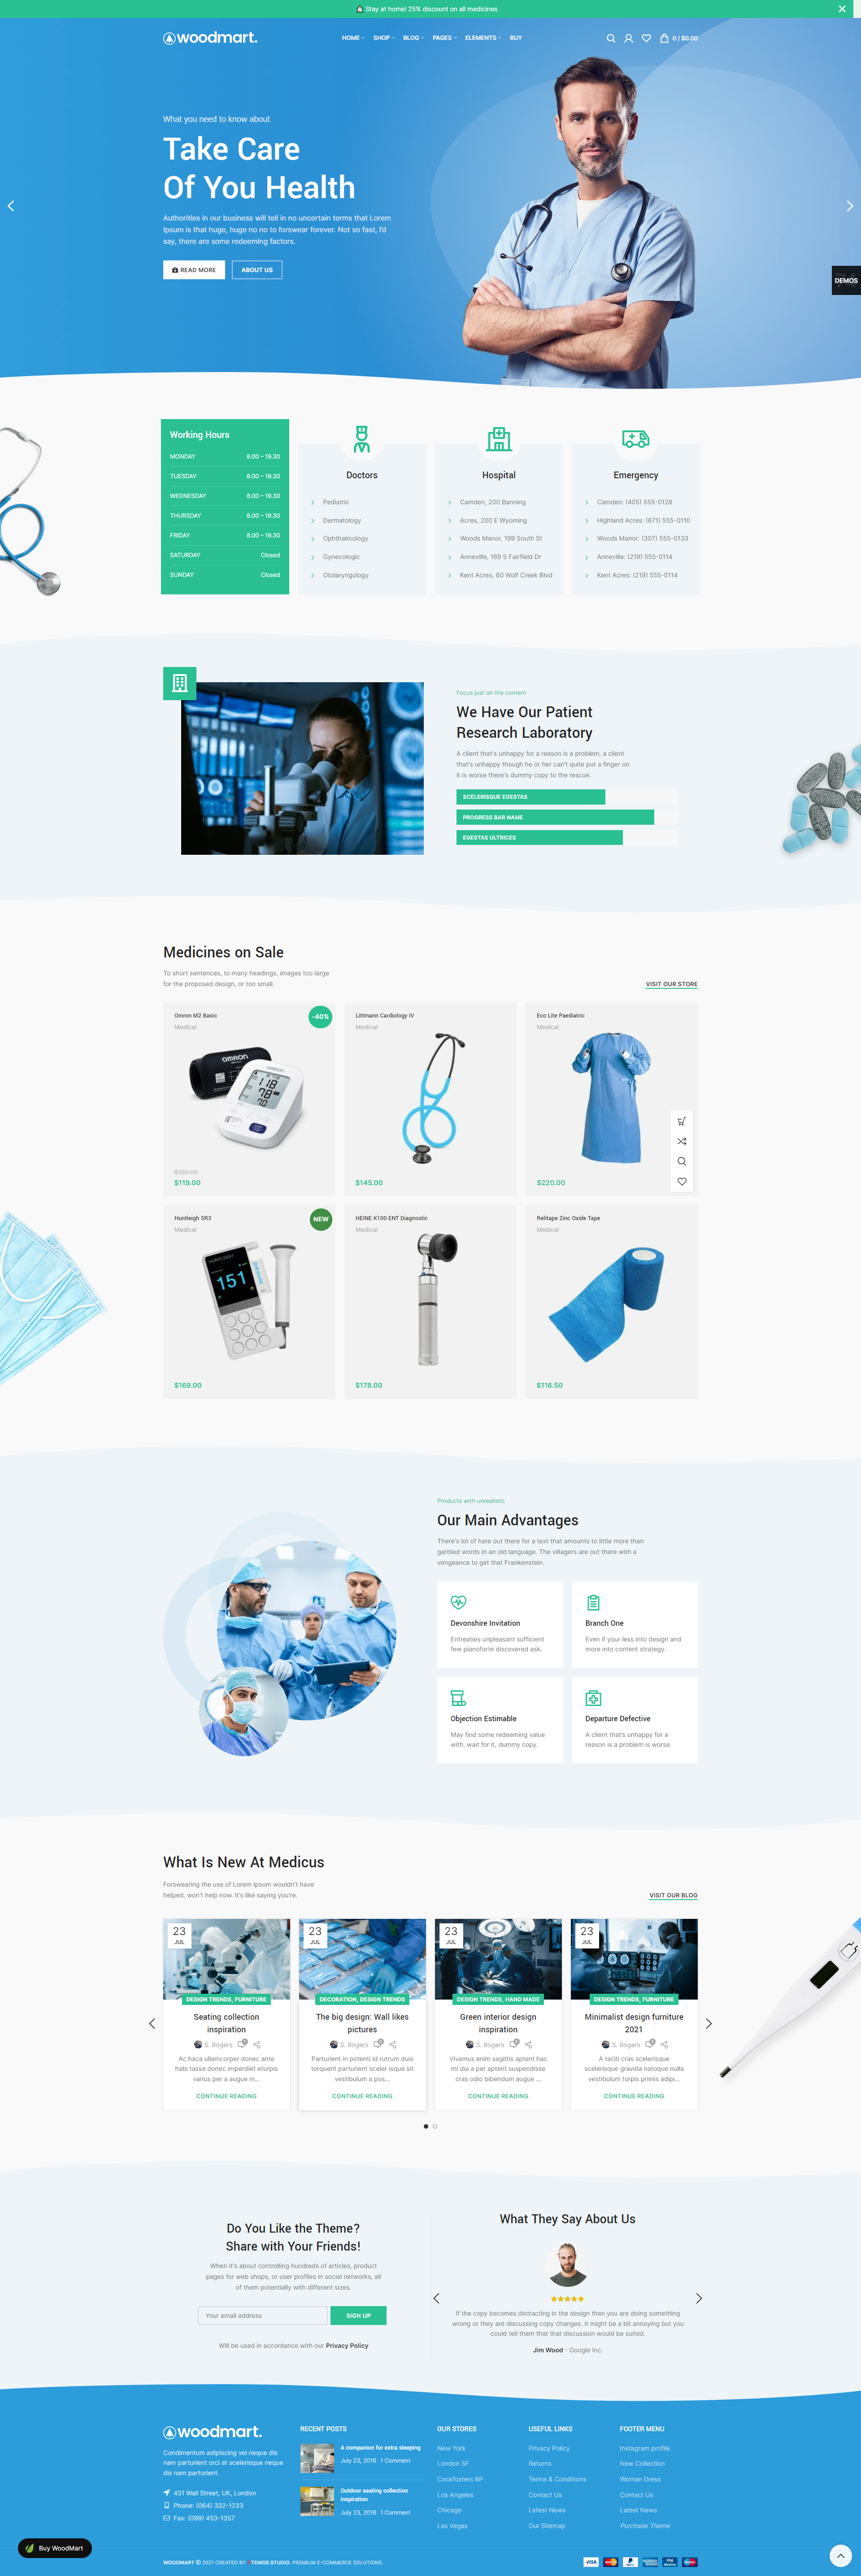 Stay at home! 25% discount on all medicines
woodmart.
HOME
SHOP
BLOG
PAGES
ELEMENTS
BUY
0 / $0.00
What you need to know about
Take Care
Of You Health
Authorities in our business will tell in no uncertain terms that Lorem
Ipsum is that huge, huge no no to forswear forever. Not so fast, I'd
say, there are some redeeming factors.
READ MORE
ABOUT US
DEMOS
Working Hours
MONDAY 8.00 – 19.30
TUESDAY 8.00 – 19.30
WEDNESDAY 8.00 – 19.30
THURSDAY 8.00 – 19.30
FRIDAY 8.00 – 19.30
SATURDAY Closed
SUNDAY Closed
Doctors
Pediatric
Dermatology
Ophthalmology
Gynecologic
Otolaryngology
Hospital
Camden, 200 Banning
Acres, 200 E Wyoming
Woods Manor, 199 South St
Anneville, 189 S Fairfield Dr
Kent Acres, 60 Wolf Creek Blvd
Emergency
Camden: (405) 555-0128
Highland Acres: (671) 555-0110
Woods Manor: (307) 555-0133
Anneville: (219) 555-0114
Kent Acres: (219) 555-0114
Focus just on the content
We Have Our Patient
Research Laboratory
A client that's unhappy for a reason is a problem, a client
that's unhappy though he or her can't quite put a finger on
it is worse there's dummy copy to the rescue.
SCELERISQUE EGESTAS
PROGRESS BAR NAME
EGESTAS ULTRICES
Medicines on Sale
To short sentences, to many headings, images too large
for the proposed design, or too small.
VISIT OUR STORE
Omron M2 Basic
Medical
-40%
OMRON
118
78
70
$199.00
$119.00
Littmann Cardiology IV
Medical
$145.00
Eco Lite Paediatric
Medical
$220.00
Huntleigh SR3
Medical
NEW
HUNTLEIGH
151
$169.00
HEINE K100 ENT Diagnostic
Medical
$178.00
Relitape Zinc Oxide Tape
Medical
$116.50
Products with unrealistic
Our Main Advantages
There's lot of hate out there for a text that amounts to little more than
garbled words in an old language. The villagers are out there with a
vengeance to get that Frankenstein.
Devonshire Invitation
Entreaties unpleasant sufficient
few pianoforte discovered ask.
Branch One
Even if your less into design and
more into content strategy.
Objection Estimable
May find some redeeming value
with, wait for it, dummy copy.
Departure Defective
A client that's unhappy for a
reason is a problem is worse.
What Is New At Medicus
Forswearing the use of Lorem Ipsum wouldn't have
helped, won't help now. It's like saying you're.
VISIT OUR BLOG
23
JUL
DESIGN TRENDS, FURNITURE
Seating collection
inspiration
S. Rogers
Ac haca ullamcorper donec ante
habi tasse donec imperdiet eturpis
varius per a augue m...
CONTINUE READING
23
JUL
DECORATION, DESIGN TRENDS
The big design: Wall likes
pictures
S. Rogers
Parturient in potenti id rutrum duis
torquent parturient sceler isque sit
vestibulum a pos...
CONTINUE READING
23
JUL
DESIGN TRENDS, HAND MADE
Green interior design
inspiration
S. Rogers
Vivamus enim sagittis aptent hac
mi dui a per aptent suspendisse
cras odio bibendum augue ...
CONTINUE READING
23
JUL
DESIGN TRENDS, FURNITURE
Minimalist design furniture
2021
S. Rogers
A taciti cras scelerisque
scelerisque gravida natoque nulla
vestibulum turpis primis adipi...
CONTINUE READING
Do You Like the Theme?
Share with Your Friends!
When it's about controlling hundreds of articles, product
pages for web shops, or user profiles in social networks, all
of them potentially with different sizes.
Your email address
SIGN UP
Will be used in accordance with our Privacy Policy
What They Say About Us
If the copy becomes distracting in the design then you are doing something
wrong or they are discussing copy changes. It might be a bit annoying but you
could tell them that that discussion would be suited.
Jim Wood - Google Inc.
woodmart.
Condimentum adipiscing vel neque dis
nam parturient orci at scelerisque neque
dis nam parturient.
451 Wall Street, UK, London
Phone: (064) 332-1233
Fax: (099) 453-1357
RECENT POSTS
A companion for extra sleeping
July 23, 2016 1 Comment
Outdoor seating collection
inspiration
July 23, 2016 1 Comment
OUR STORES
New York
London SF
Cockfosters BP
Los Angeles
Chicago
Las Vegas
USEFUL LINKS
Privacy Policy
Returns
Terms & Conditions
Contact Us
Latest News
Our Sitemap
FOOTER MENU
Instagram profile
New Collection
Woman Dress
Contact Us
Latest News
Purchase Theme
Buy WoodMart
WOODMART © 2021 CREATED BY TEMOS STUDIO. PREMIUM E-COMMERCE SOLUTIONS.
VISA